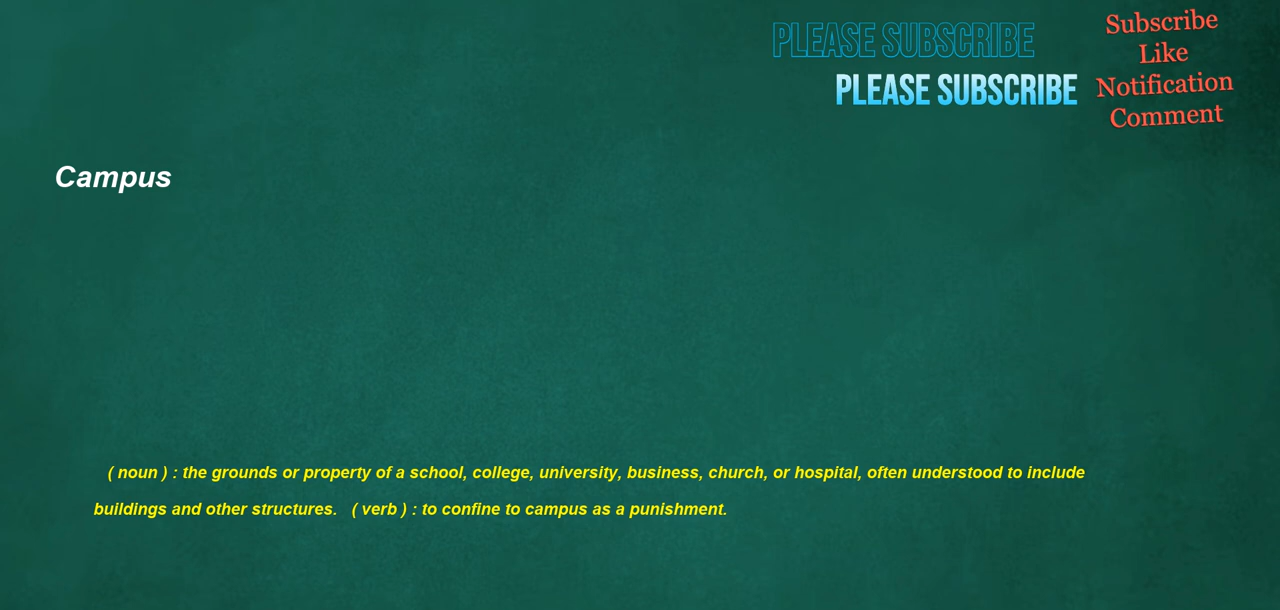 PLEASE SUBSCRIBE
PLEASE SUBSCRIBE
Subscribe
Like
Notification
Comment
Campus
( noun ) : the grounds or property of a school, college, university, business, church, or hospital, often understood to include
buildings and other structures. ( verb ) : to confine to campus as a punishment.